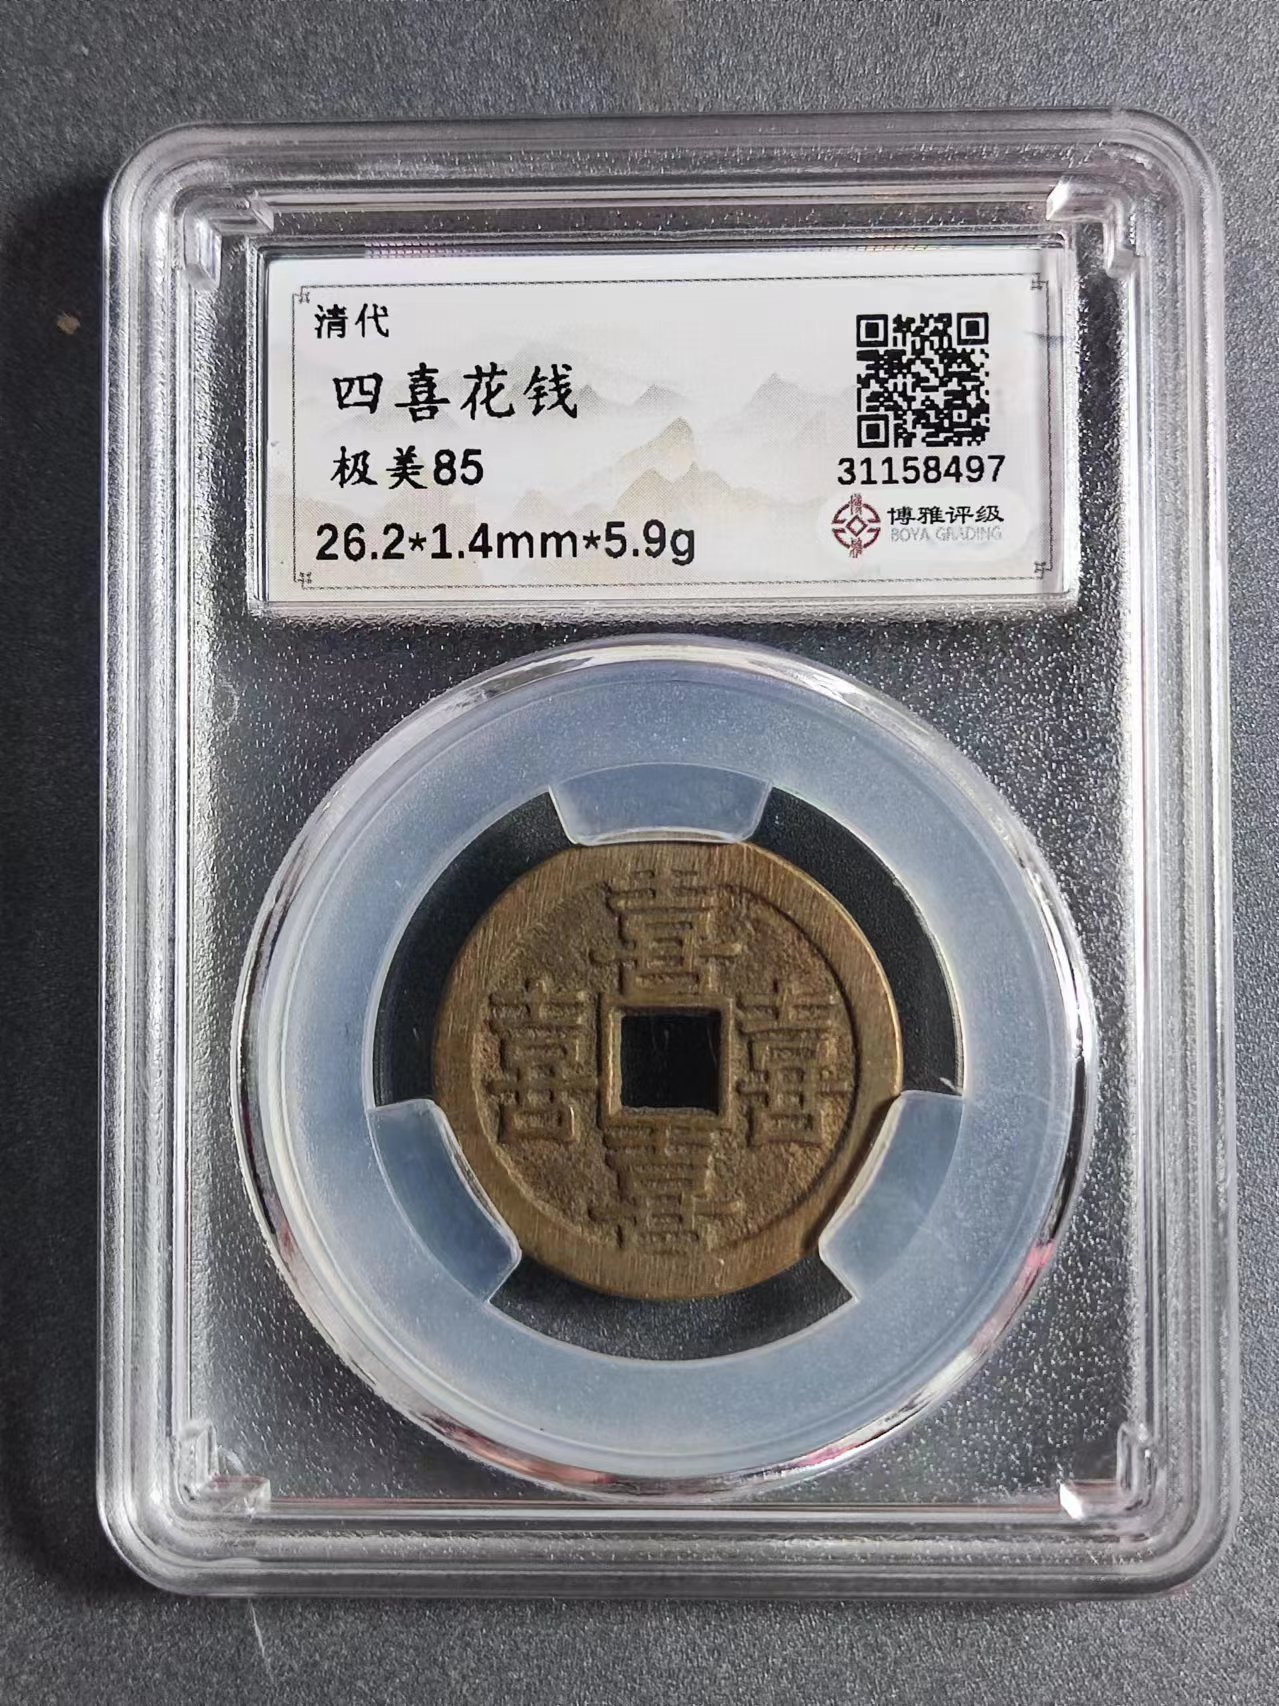 清代
四喜花钱
极美85
26.2*1.4mm*5.9g
31158497
博雅评级
BOYA GRADING
喜
喜
喜
喜